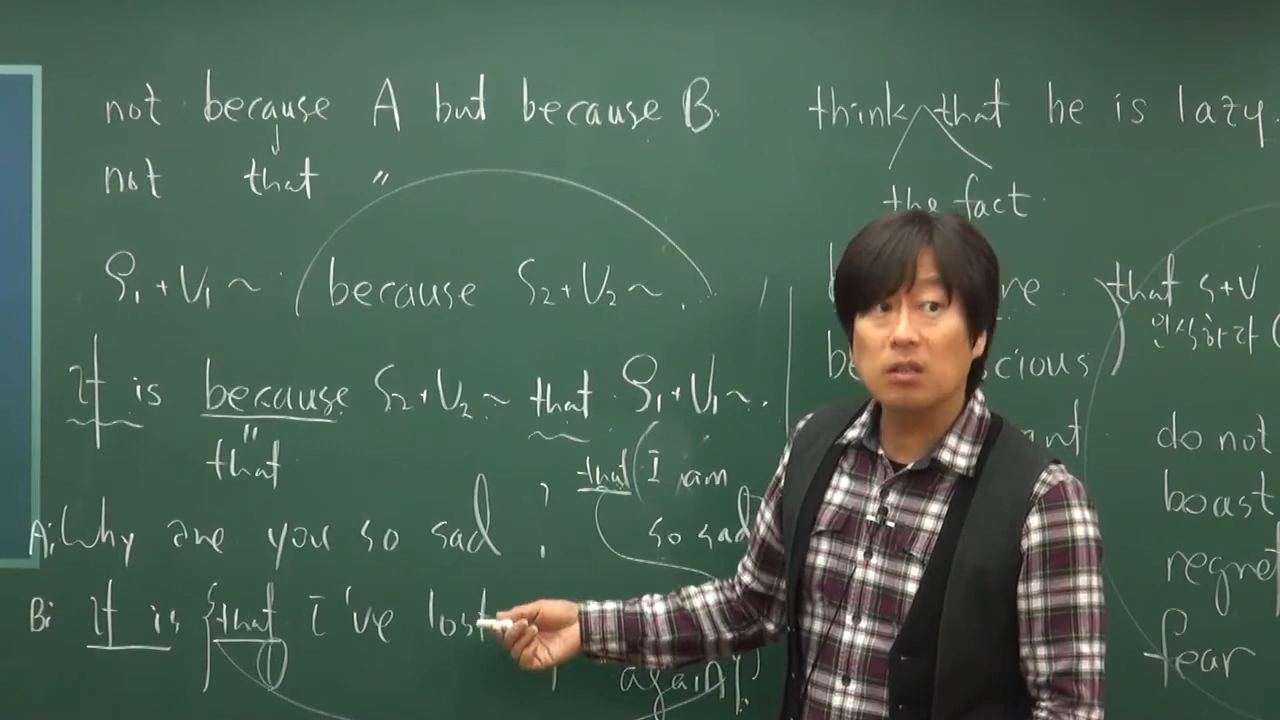 not because A but because B.
not that 〃
S₁+V₁~ (because S₂+V₂~.
It is because S₂+V₂~ that S₁+V₁~.
"
that
that (I am
so sad
A: Why are you so sad ?
B: It is {that I've lost
again.
think that he is lazy.
the fact
) that S+V
인식하다
do not
boast
regret
fear